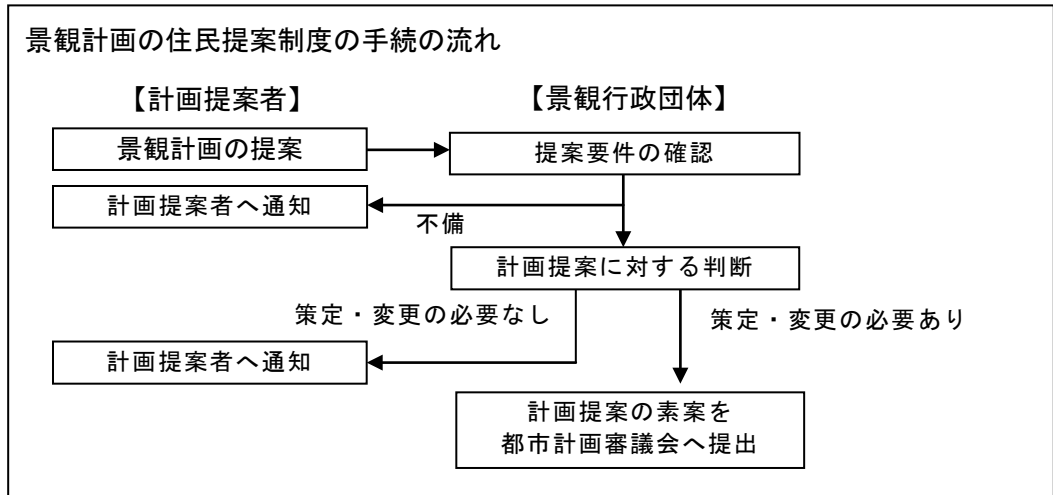 景観計画の住民提案制度の手続の流れ
【計画提案者】
【景観行政団体】
景観計画の提案
提案要件の確認
計画提案者へ通知
不備
計画提案に対する判断
策定・変更の必要なし
策定・変更の必要あり
計画提案者へ通知
計画提案の素案を
都市計画審議会へ提出